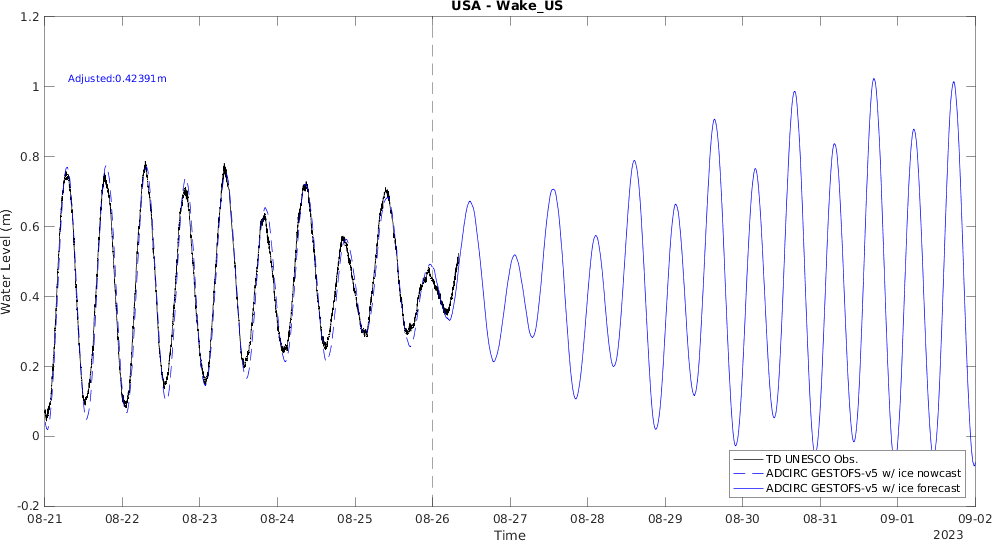 USA - Wake_US
1.2
1
0.8
0.6
0.4
0.2
0
-0.2
Water Level (m)
Adjusted:0.42391m
TD UNESCO Obs.
ADCIRC GESTOFS-v5 w/ ice nowcast
ADCIRC GESTOFS-v5 w/ ice forecast
08-21 08-22 08-23 08-24 08-25 08-26 08-27 08-28 08-29 08-30 08-31 09-01 09-02
Time
2023